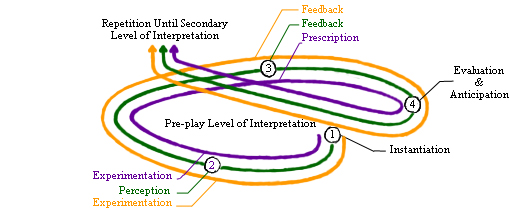 Feedback
Repetition Until Secondary
Level of Interpretation
Feedback
Prescription
3
Evaluation
&
Anticipation
4
Pre-play Level of Interpretation
1
Instantiation
2
Experimentation
Perception
Experimentation